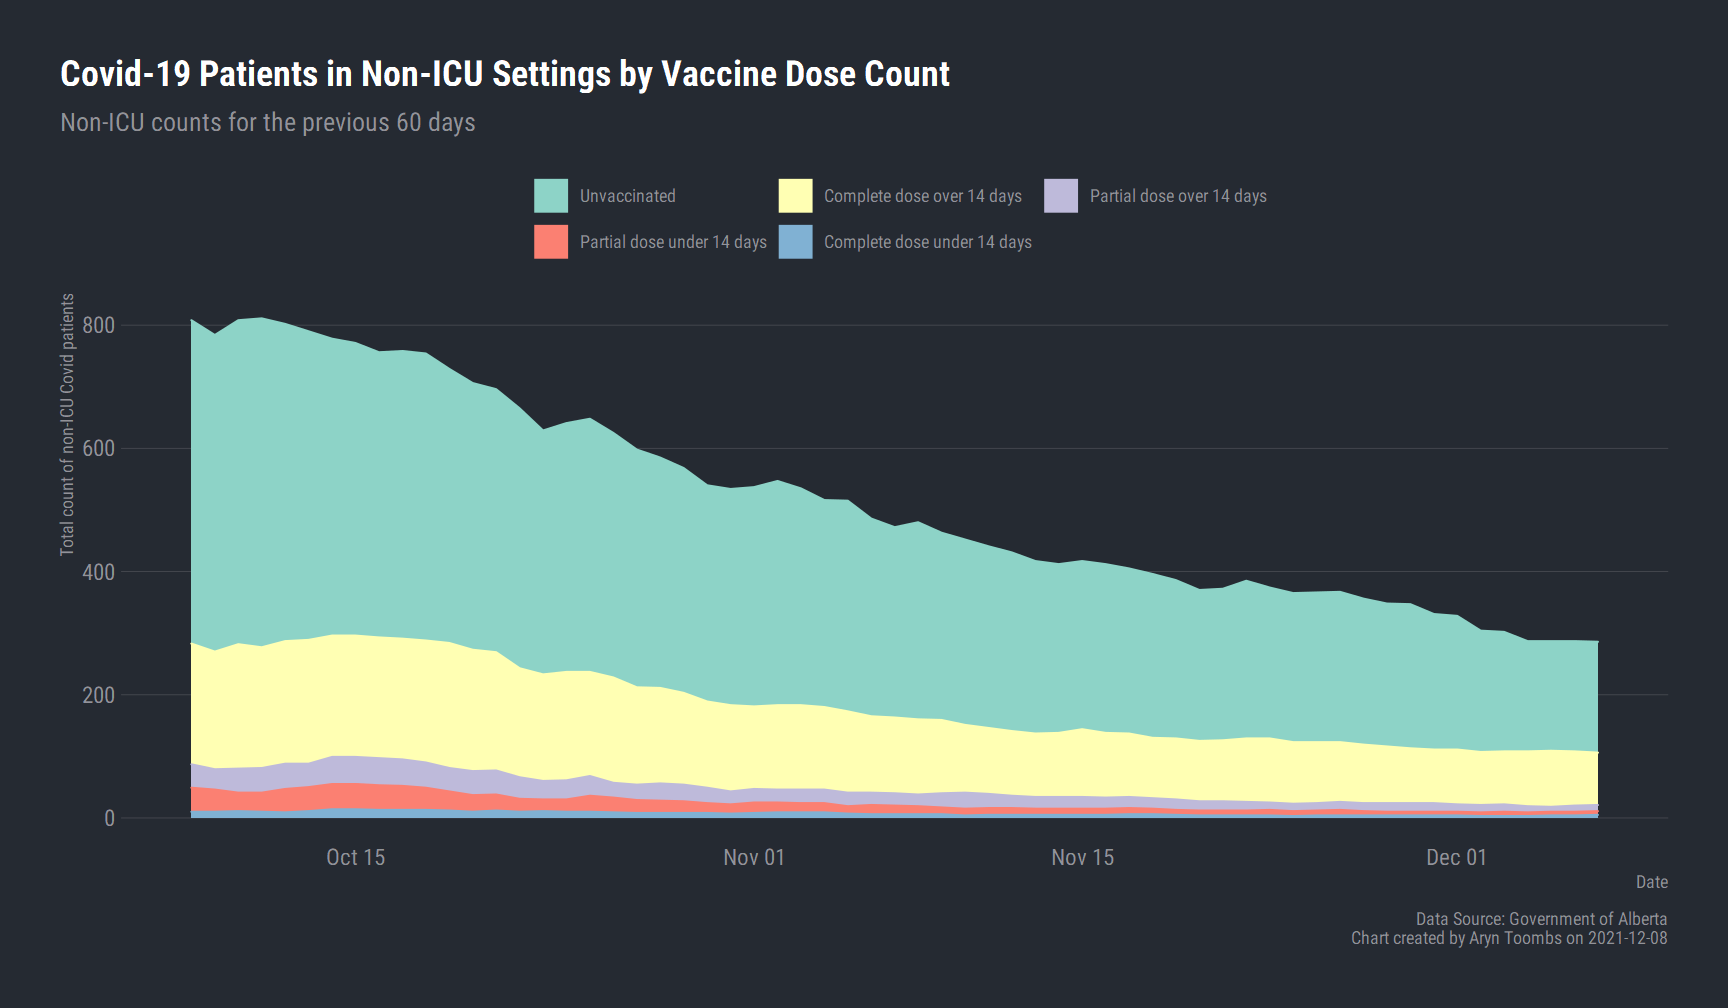 Covid-19 Patients in Non-ICU Settings by Vaccine Dose Count
Non-ICU counts for the previous 60 days
Unvaccinated
Complete dose over 14 days
Partial dose over 14 days
Partial dose under 14 days
Complete dose under 14 days
Total count of non-ICU Covid patients
800
600
400
200
0
Oct 15
Nov 01
Nov 15
Dec 01
Date
Data Source: Government of Alberta
Chart created by Aryn Toombs on 2021-12-08